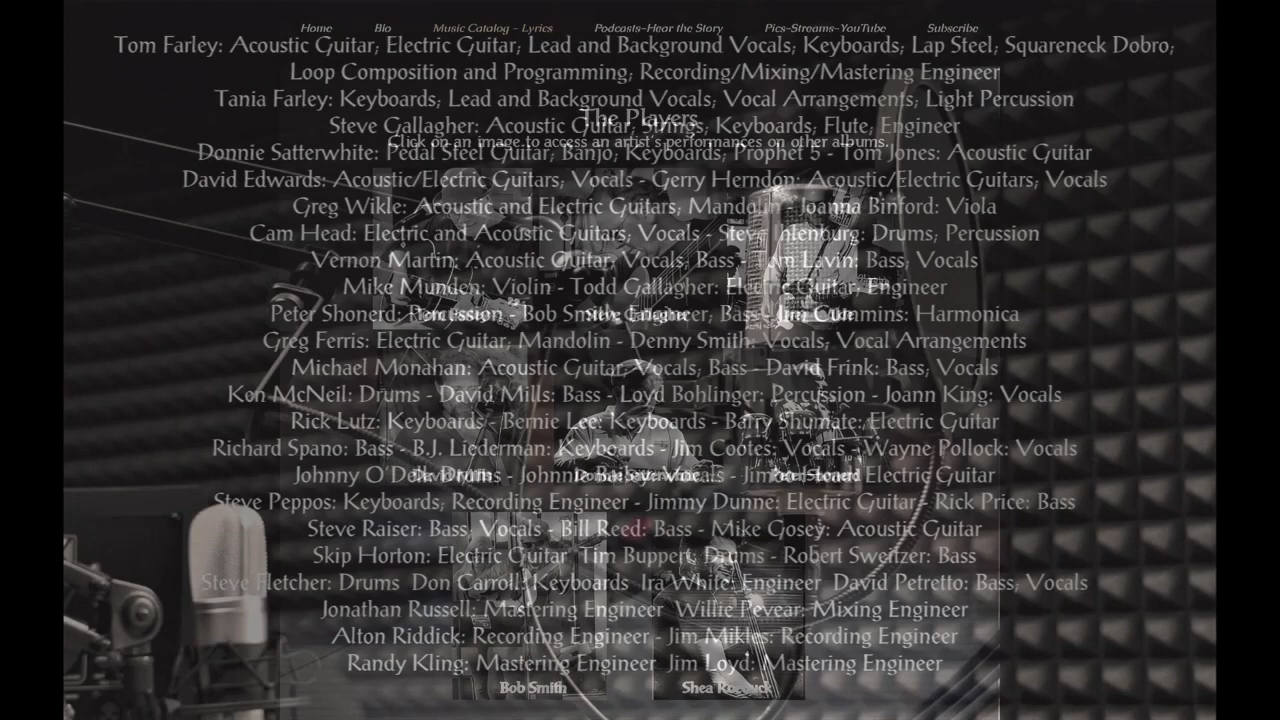 Home Bio Music Catalog - Lyrics Podcasts-Hear the Story Pics-Streams-YouTube Subscribe
Tom Farley: Acoustic Guitar; Electric Guitar; Lead and Background Vocals; Keyboards; Lap Steel; Squareneck Dobro;
Loop Composition and Programming; Recording/Mixing/Mastering Engineer
Tania Farley: Keyboards; Lead and Background Vocals; Vocal Arrangements; Light Percussion
The Players
Steve Gallagher: Acoustic Guitar; Strings; Keyboards; Flute; Engineer
Click on an image to access an artist's performances on other albums.
Donnie Satterwhite: Pedal Steel Guitar; Banjo; Keyboards; Prophet 5 - Tom Jones: Acoustic Guitar
David Edwards: Acoustic/Electric Guitars; Vocals - Gerry Herndon: Acoustic/Electric Guitars; Vocals
Greg Wikle: Acoustic and Electric Guitars; Mandolin - Joanna Binford: Viola
Cam Head: Electric and Acoustic Guitars; Vocals - Drums; Percussion
Vernon Martin: Acoustic Guitar; Vocals; Bass - Lavin: Bass; Vocals
Mike Munden: Violin - Todd Gallagher: Electric Guitar; Engineer
Peter Shonerd: Percussion - Bob Smith: Engineer; Bass - Jim Cummins: Harmonica
Greg Ferris: Electric Guitar; Mandolin - Denny Smith: Vocals; Vocal Arrangements
Michael Monahan: Acoustic Guitar; Vocals; Bass - David Frink: Bass; Vocals
Ken McNeil: Drums - David Mills: Bass - Loyd Bohlinger: Percussion - Joann King: Vocals
Rick Lutz: Keyboards - Bernie Lee: Keyboards - Barry Shumate: Electric Guitar
Richard Spano: Bass - B.J. Liederman: Keyboards - Jim Cootes: Vocals - Wayne Pollock: Vocals
Johnny Drums - Vocals - Electric Guitar
Peter Shonerd
Steve Peppos: Keyboards; Recording Engineer - Jimmy Dunne: Electric Guitar Rick Price: Bass
Steve Raiser: Bass, Vocals - Bill Reed: Bass - Mike Gosey: Acoustic Guitar
Skip Horton: Electric Guitar Tim Buppert: Drums - Robert Sweitzer: Bass
Steve Fletcher: Drums Don Carroll: Keyboards Ira White: Engineer David Petretto: Bass, Vocals
Jonathan Russell: Mastering Engineer Willie Pevear: Mixing Engineer
Alton Riddick: Recording Engineer - Jim Mikles: Recording Engineer
Randy Kling: Mastering Engineer Jim Loyd: Mastering Engineer
Bob Smith Shea